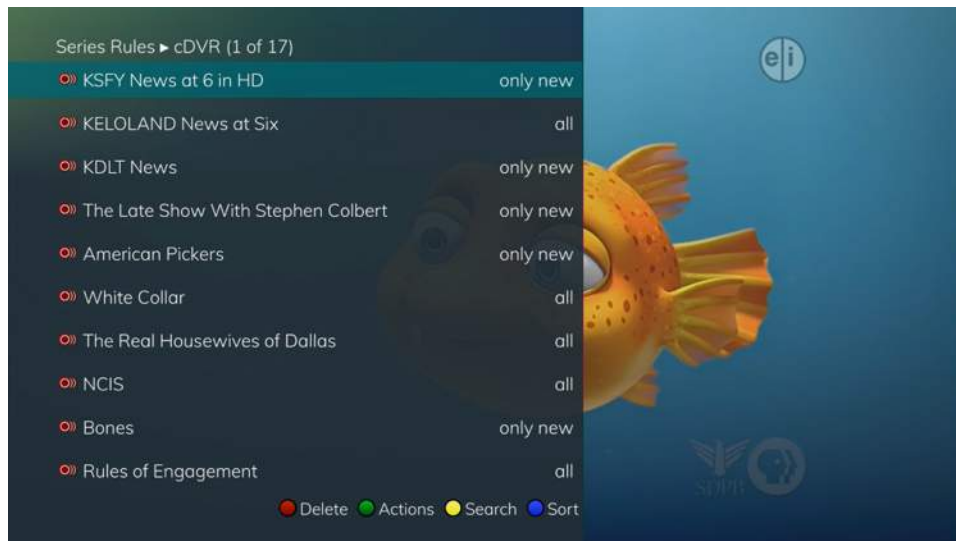 Series Rules ▸ cDVR (1 of 17)
KSFY News at 6 in HD only new
KELOLAND News at Six all
KDLT News only new
The Late Show With Stephen Colbert only new
American Pickers only new
White Collar all
The Real Housewives of Dallas all
NCIS all
Bones only new
Rules of Engagement all
Delete Actions Search Sort
e/i
SDPB